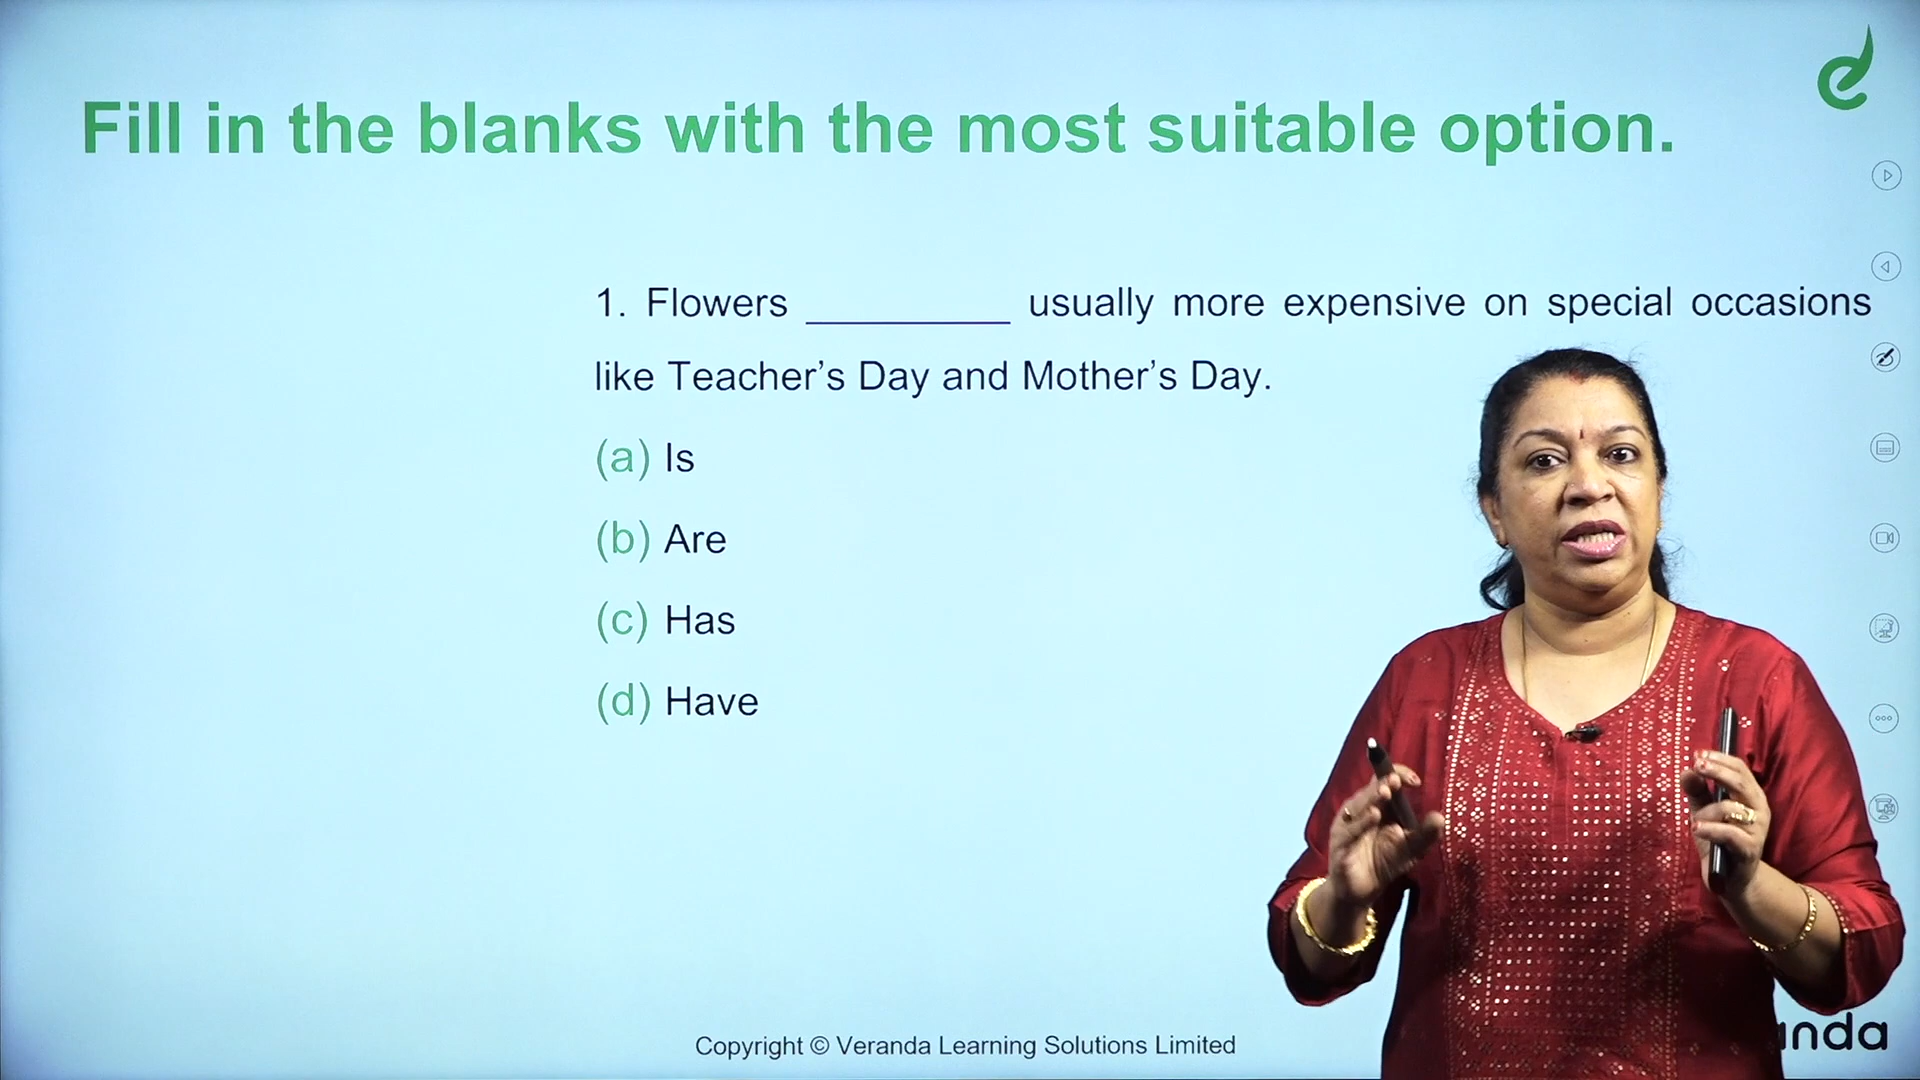 Fill in the blanks with the most suitable option.
1. Flowers __________ usually more expensive on special occasions
like Teacher’s Day and Mother’s Day.
(a) Is
(b) Are
(c) Has
(d) Have
Copyright © Veranda Learning Solutions Limited